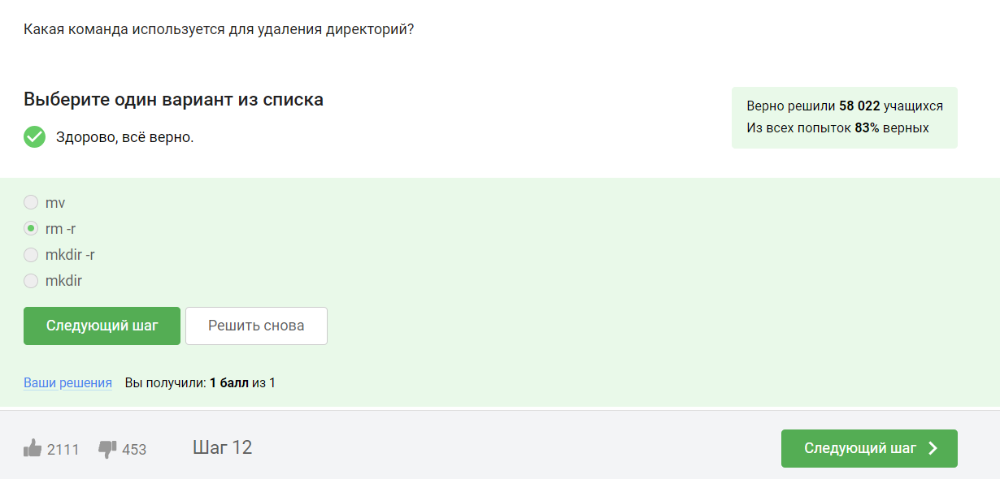 Какая команда используется для удаления директорий?
Выберите один вариант из списка
Здорово, всё верно.
Верно решили 58 022 учащихся
Из всех попыток 83% верных
mv
rm -r
mkdir -r
mkdir
Следующий шаг
Решить снова
Ваши решения Вы получили: 1 балл из 1
2111 453 Шаг 12
Следующий шаг